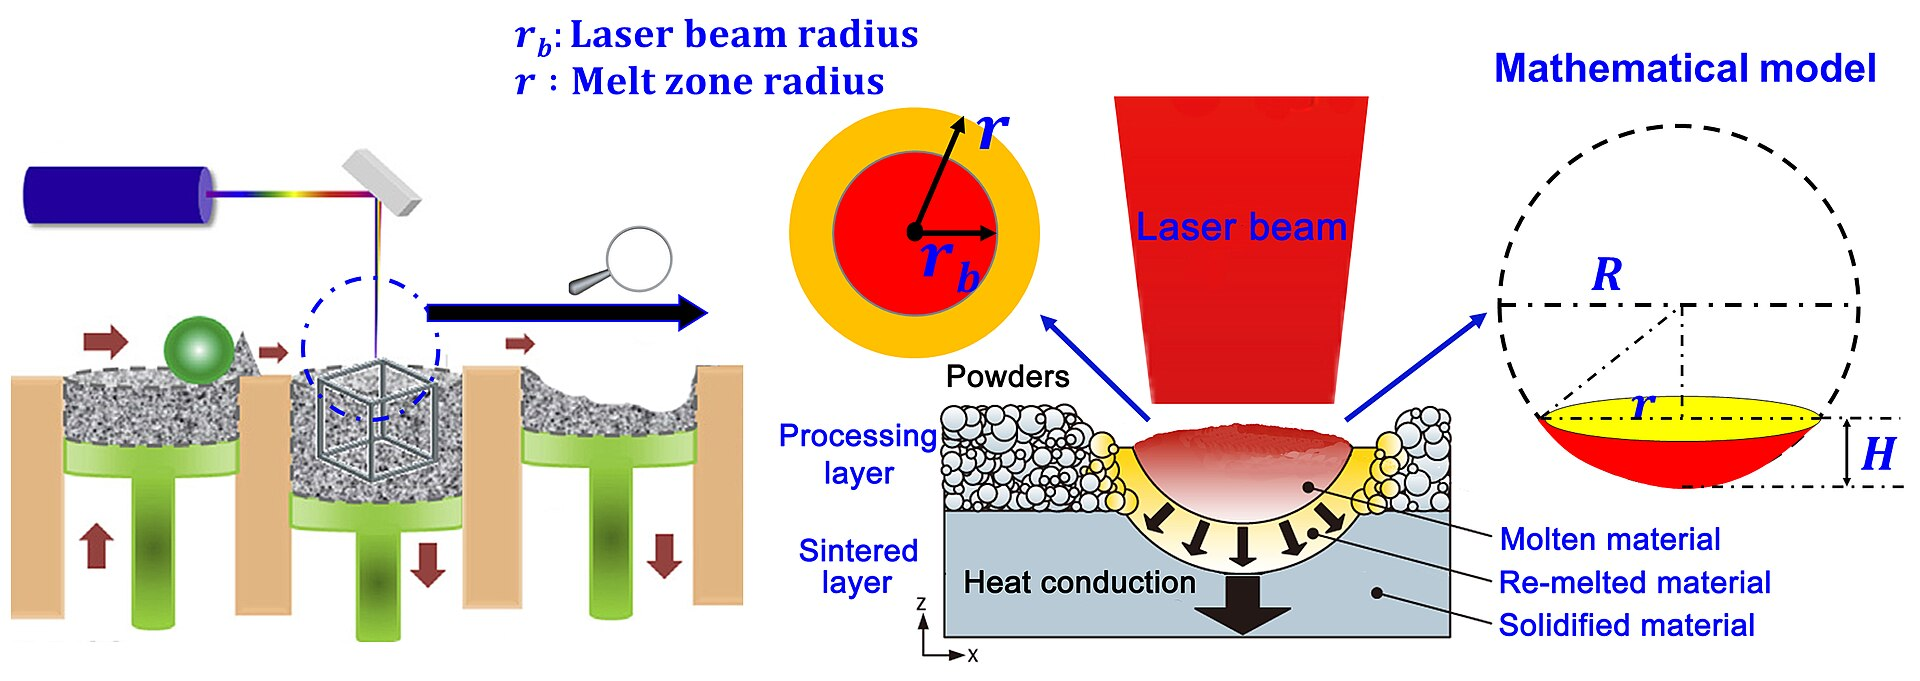 r_b: Laser beam radius
r : Melt zone radius
Mathematical model
r
r_b
Laser beam
R
Powders
Processing
layer
r
H
Sintered
layer
Heat conduction
Molten material
Re-melted material
Solidified material
z
x